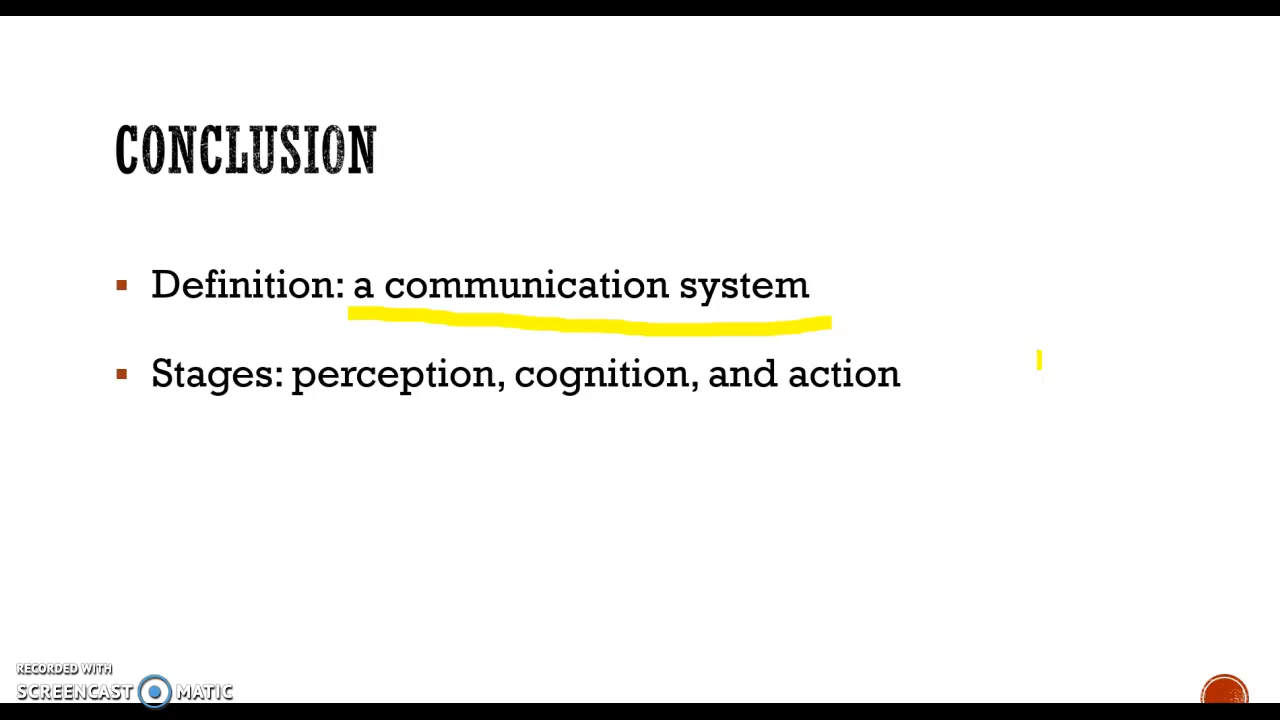 CONCLUSION
Definition: a communication system
Stages: perception, cognition, and action
RECORDED WITH
SCREENCAST MATIC